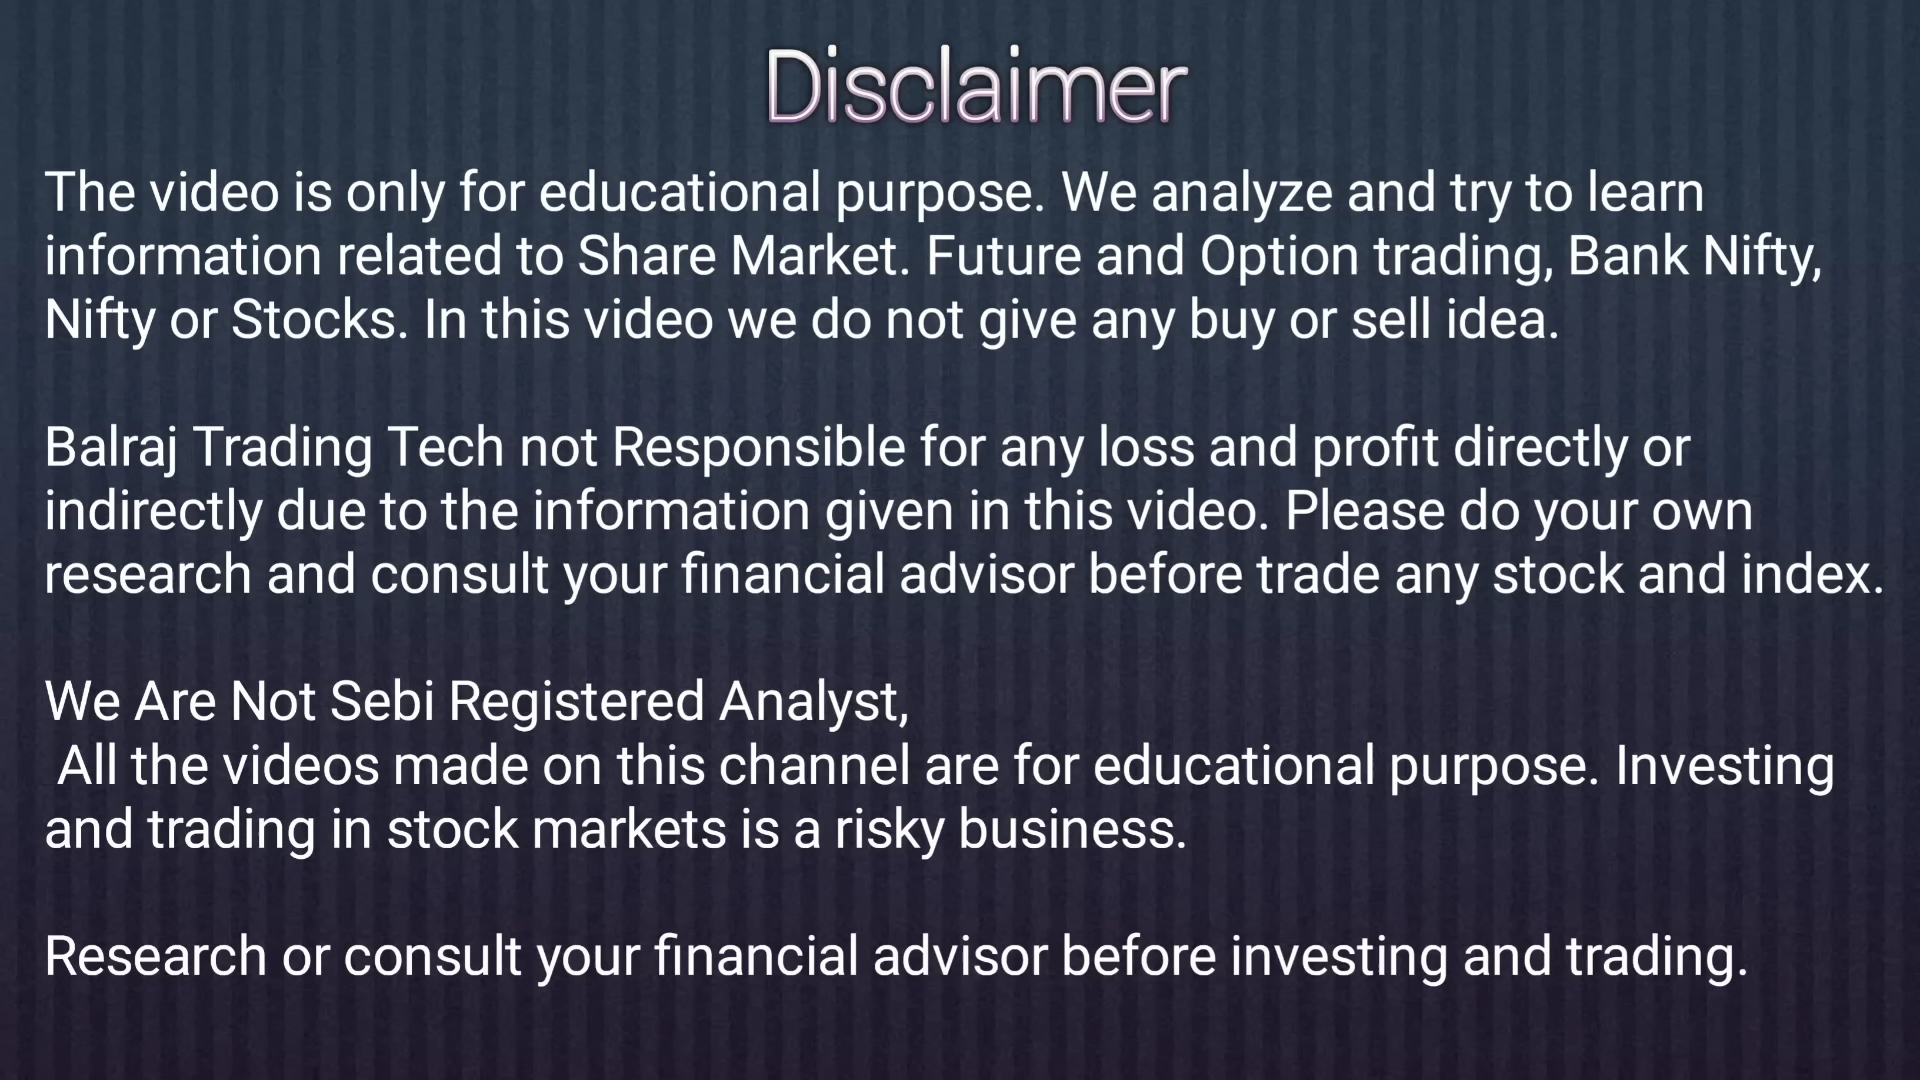 Disclaimer
The video is only for educational purpose. We analyze and try to learn
information related to Share Market. Future and Option trading, Bank Nifty,
Nifty or Stocks. In this video we do not give any buy or sell idea.
Balraj Trading Tech not Responsible for any loss and profit directly or
indirectly due to the information given in this video. Please do your own
research and consult your financial advisor before trade any stock and index.
We Are Not Sebi Registered Analyst,
All the videos made on this channel are for educational purpose. Investing
and trading in stock markets is a risky business.
Research or consult your financial advisor before investing and trading.